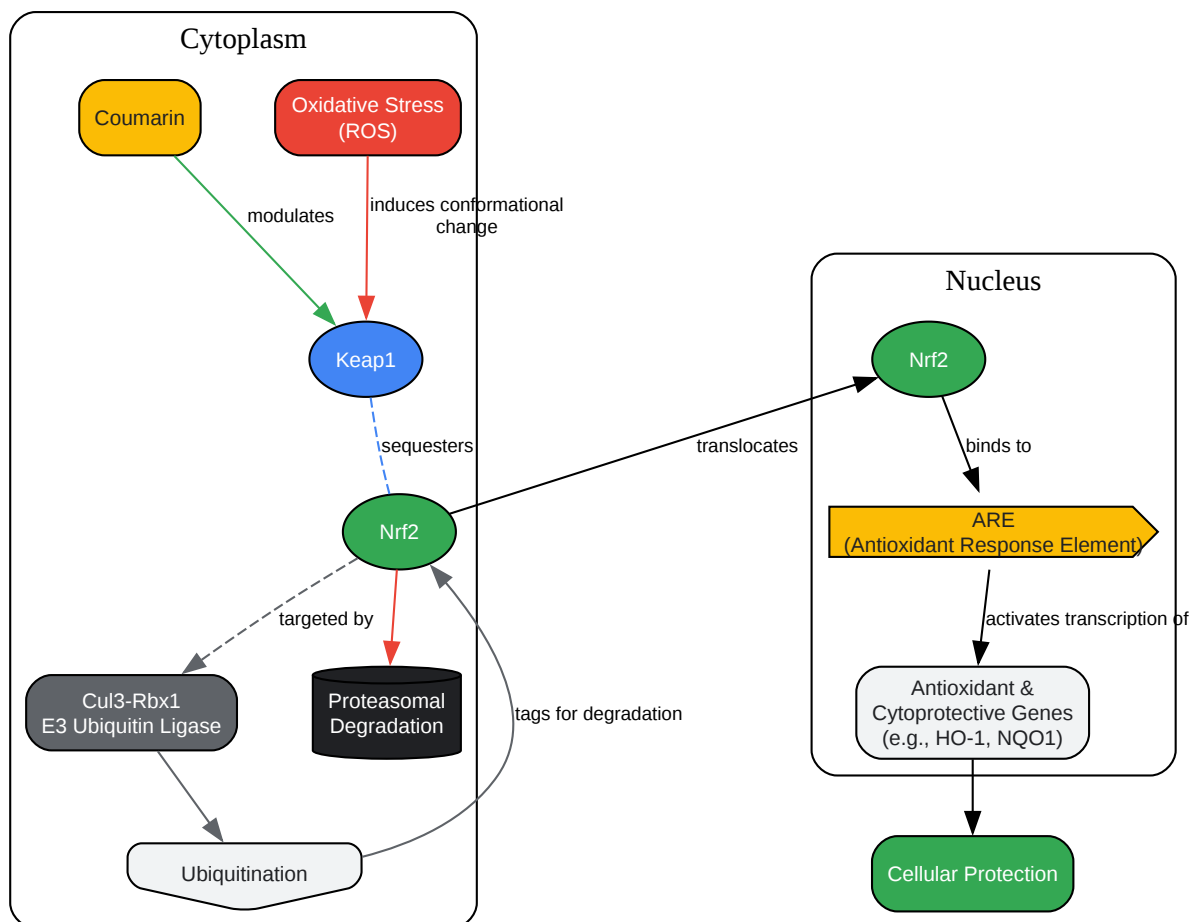 Cytoplasm
Coumarin
Oxidative Stress
(ROS)
modulates
induces conformational
change
Keap1
sequesters
Nrf2
targeted by
Cul3-Rbx1
E3 Ubiquitin Ligase
Proteasomal
Degradation
tags for degradation
Ubiquitination
translocates
Nucleus
Nrf2
binds to
ARE
(Antioxidant Response Element)
activates transcription of
Antioxidant &
Cytoprotective Genes
(e.g., HO-1, NQO1)
Cellular Protection